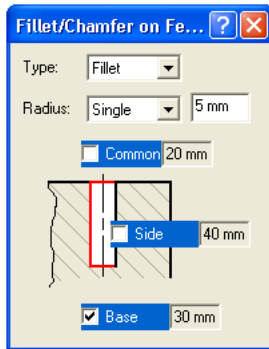 Fillet/Chamfer on Fe...
Type: Fillet
Radius: Single 5 mm
Common 20 mm
Side 40 mm
Base 30 mm